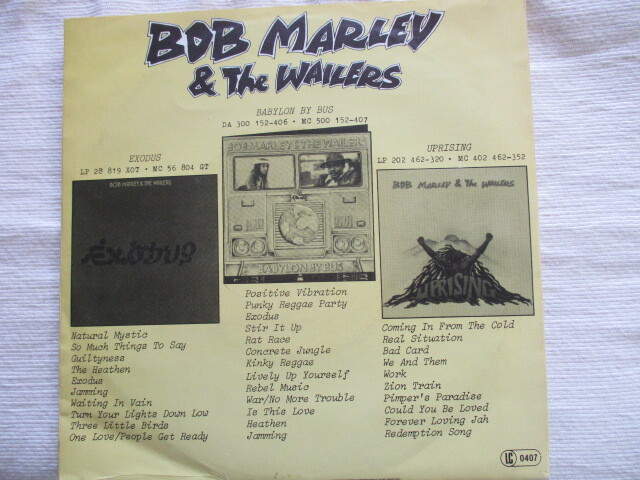 BOB MARLEY
& The WAILERS
BABYLON BY BUS
DA 300 152-406 • MC 500 152-407
EXODUS
LP 28 819 XOT • MC 56 804 GT
UPRISING
LP 202 462-320 • MC 402 462-352
BOB MARLEY & THE WAILERS
exodus
BOB MARLEY & THE WAILERS
BABYLON BY BUS
BOB MARLEY & The WAILERS
UPRISING
Natural Mystic
So Much Things To Say
Guiltyness
The Heathen
Exodus
Jamming
Waiting In Vain
Turn Your Lights Down Low
Three Little Birds
One Love/People Get Ready
Positive Vibration
Punky Reggae Party
Exodus
Stir It Up
Rat Race
Concrete Jungle
Kinky Reggae
Lively Up Yourself
Rebel Music
War/No More Trouble
Is This Love
Heathen
Jamming
Coming In From The Cold
Real Situation
Bad Card
We And Them
Work
Zion Train
Pimper's Paradise
Could You Be Loved
Forever Loving Jah
Redemption Song
LC 0407